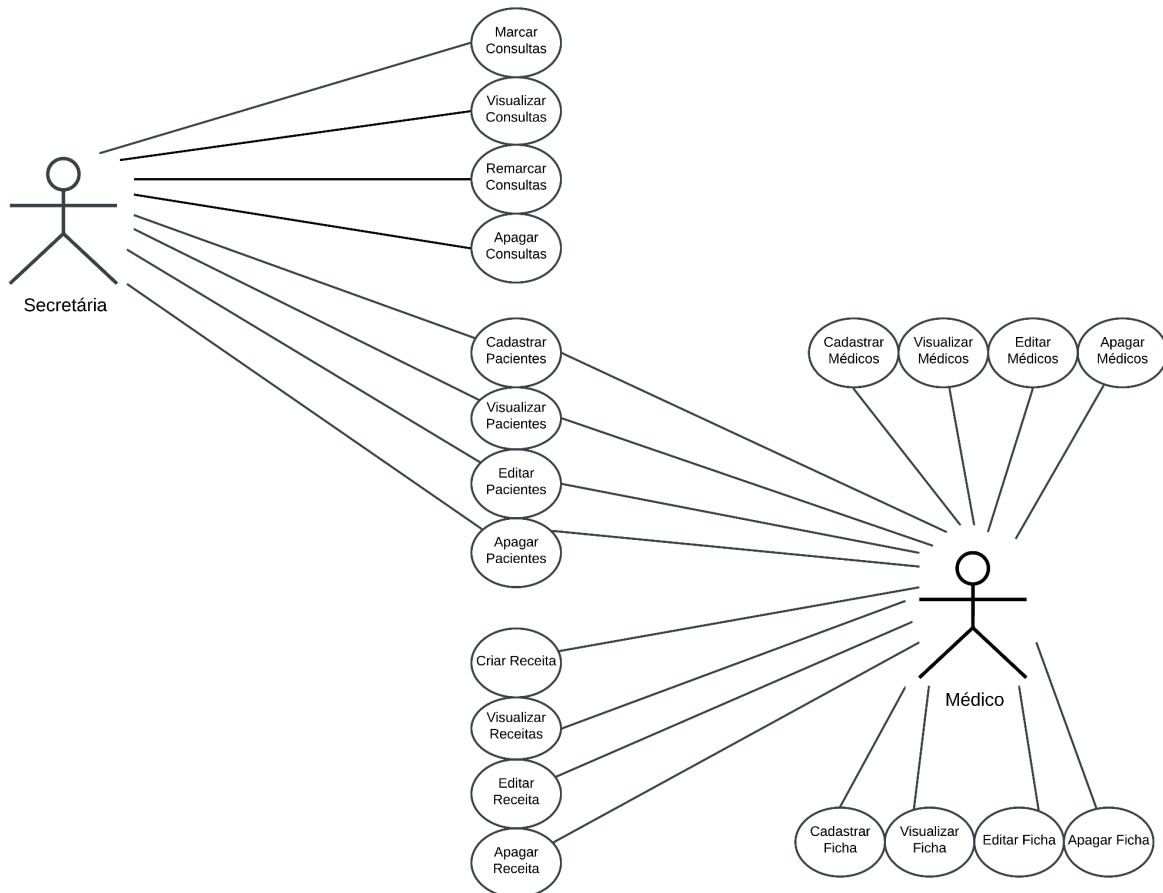 Marcar
Consultas
Visualizar
Consultas
Remarcar
Consultas
Apagar
Consultas
Secretária
Cadastrar
Pacientes
Visualizar
Pacientes
Editar
Pacientes
Apagar
Pacientes
Cadastrar
Médicos
Visualizar
Médicos
Editar
Médicos
Apagar
Médicos
Médico
Criar Receita
Visualizar
Receitas
Editar
Receita
Apagar
Receita
Cadastrar
Ficha
Visualizar
Ficha
Editar Ficha
Apagar Ficha